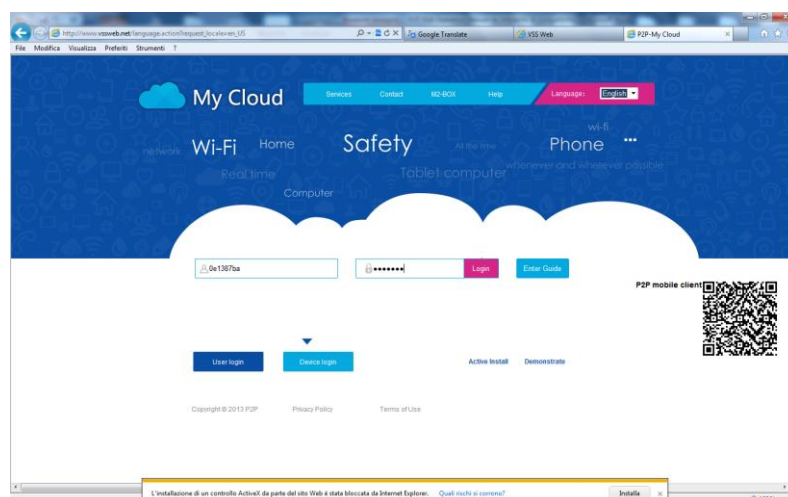 http://www.vssweb.net/language.action?request_locale=en_US
Google Translate
VSS Web
P2P-My Cloud
File Modifica Visualizza Preferiti Strumenti ?
My Cloud
Services Contact M2-BOX Help Language: English
wi-fi
network Wi-Fi Home Safety All the time Phone ...
Real time Tablet computer whenever and wherever possible
Computer
0e1387ba ••••••• Login Enter Guide
P2P mobile client
User login Device login Active Install Demonstrate
Copyright © 2013 P2P Privacy Policy Terms of Use
L'installazione di un controllo ActiveX da parte del sito Web è stata bloccata da Internet Explorer. Quali rischi si corrono? Installa